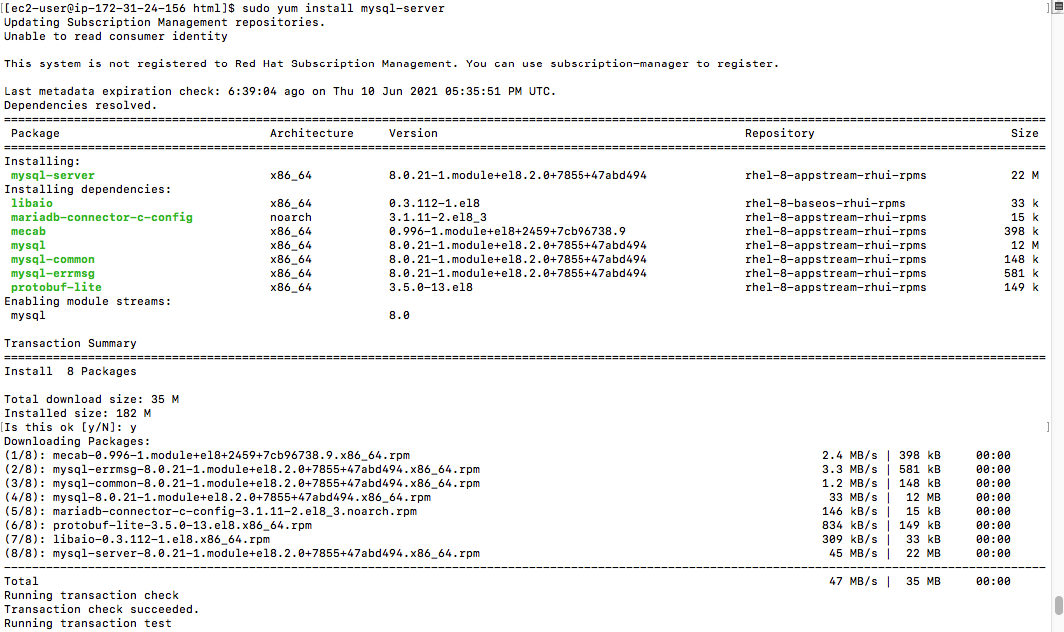 [[ec2-user@ip-172-31-24-156 html]$ sudo yum install mysql-server ]
Updating Subscription Management repositories.
Unable to read consumer identity
This system is not registered to Red Hat Subscription Management. You can use subscription-manager to register.
Last metadata expiration check: 6:39:04 ago on Thu 10 Jun 2021 05:35:51 PM UTC.
Dependencies resolved.
================================================================================
Package Architecture Version Repository Size
================================================================================
Installing:
mysql-server x86_64 8.0.21-1.module+el8.2.0+7855+47abd494 rhel-8-appstream-rhui-rpms 22 M
Installing dependencies:
libaio x86_64 0.3.112-1.el8 rhel-8-baseos-rhui-rpms 33 k
mariadb-connector-c-config noarch 3.1.11-2.el8_3 rhel-8-appstream-rhui-rpms 15 k
mecab x86_64 0.996-1.module+el8+2459+7cb96738.9 rhel-8-appstream-rhui-rpms 398 k
mysql x86_64 8.0.21-1.module+el8.2.0+7855+47abd494 rhel-8-appstream-rhui-rpms 12 M
mysql-common x86_64 8.0.21-1.module+el8.2.0+7855+47abd494 rhel-8-appstream-rhui-rpms 148 k
mysql-errmsg x86_64 8.0.21-1.module+el8.2.0+7855+47abd494 rhel-8-appstream-rhui-rpms 581 k
protobuf-lite x86_64 3.5.0-13.el8 rhel-8-appstream-rhui-rpms 149 k
Enabling module streams:
mysql 8.0
Transaction Summary
================================================================================
Install 8 Packages
Total download size: 35 M
Installed size: 182 M
[Is this ok [y/N]: y ]
Downloading Packages:
(1/8): mecab-0.996-1.module+el8+2459+7cb96738.9.x86_64.rpm 2.4 MB/s | 398 kB 00:00
(2/8): mysql-errmsg-8.0.21-1.module+el8.2.0+7855+47abd494.x86_64.rpm 3.3 MB/s | 581 kB 00:00
(3/8): mysql-common-8.0.21-1.module+el8.2.0+7855+47abd494.x86_64.rpm 1.2 MB/s | 148 kB 00:00
(4/8): mysql-8.0.21-1.module+el8.2.0+7855+47abd494.x86_64.rpm 33 MB/s | 12 MB 00:00
(5/8): mariadb-connector-c-config-3.1.11-2.el8_3.noarch.rpm 146 kB/s | 15 kB 00:00
(6/8): protobuf-lite-3.5.0-13.el8.x86_64.rpm 834 kB/s | 149 kB 00:00
(7/8): libaio-0.3.112-1.el8.x86_64.rpm 309 kB/s | 33 kB 00:00
(8/8): mysql-server-8.0.21-1.module+el8.2.0+7855+47abd494.x86_64.rpm 45 MB/s | 22 MB 00:00
--------------------------------------------------------------------------------
Total 47 MB/s | 35 MB 00:00
Running transaction check
Transaction check succeeded.
Running transaction test